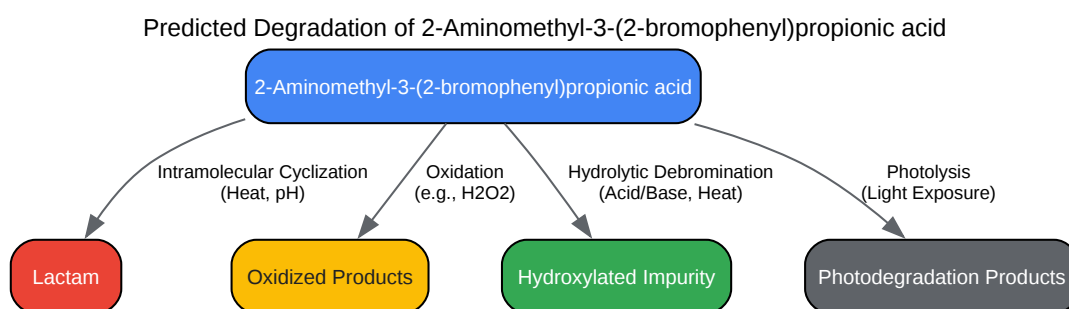 Predicted Degradation of 2-Aminomethyl-3-(2-bromophenyl)propionic acid
2-Aminomethyl-3-(2-bromophenyl)propionic acid
Intramolecular Cyclization
(Heat, pH)
Oxidation
(e.g., H2O2)
Hydrolytic Debromination
(Acid/Base, Heat)
Photolysis
(Light Exposure)
Lactam
Oxidized Products
Hydroxylated Impurity
Photodegradation Products